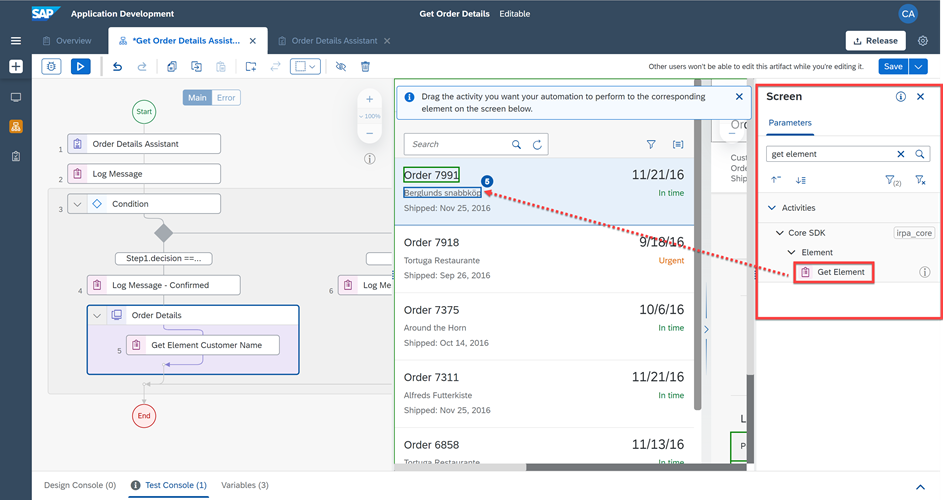 SAP Application Development
Get Order Details Editable
CA
Overview
*Get Order Details Assist...
Order Details Assistant
Release
Other users won't be able to edit this artifact while you're editing it.
Save
Main Error
Start
100%
1 Order Details Assistant
2 Log Message
3 Condition
Step1.decision ==...
4 Log Message - Confirmed
6 Log Me
Order Details
5 Get Element Customer Name
End
Drag the activity you want your automation to perform to the corresponding
element on the screen below.
Search
Order 7991 11/21/16
5
Berglunds snabbköp In time
Shipped: Nov 25, 2016
Order 7918 9/18/16
Tortuga Restaurante Urgent
Shipped: Sep 26, 2016
Order 7375 10/6/16
Around the Horn In time
Shipped: Oct 14, 2016
Order 7311 11/21/16
Alfreds Futterkiste In time
Shipped: Nov 25, 2016
Order 6858 11/13/16
Tortuga Restaurante In time
Ord
Cus
Orde
Ship
Screen
Parameters
get element
(2)
Activities
Core SDK irpa_core
Element
Get Element
Design Console (0) Test Console (1) Variables (3)